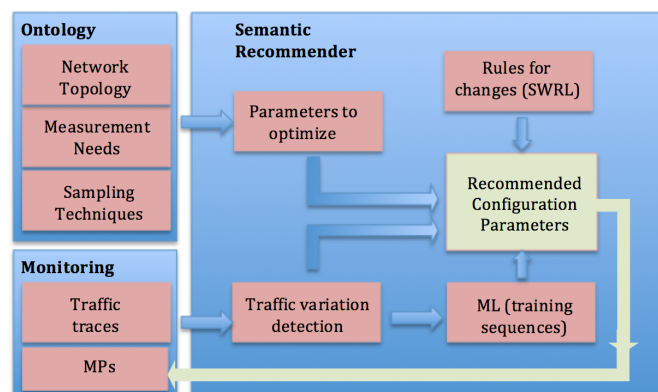 Ontology
Network
Topology
Measurement
Needs
Sampling
Techniques
Monitoring
Traffic
traces
MPs
Semantic
Recommender
Parameters to
optimize
Rules for
changes (SWRL)
Recommended
Configuration
Parameters
Traffic variation
detection
ML (training
sequences)